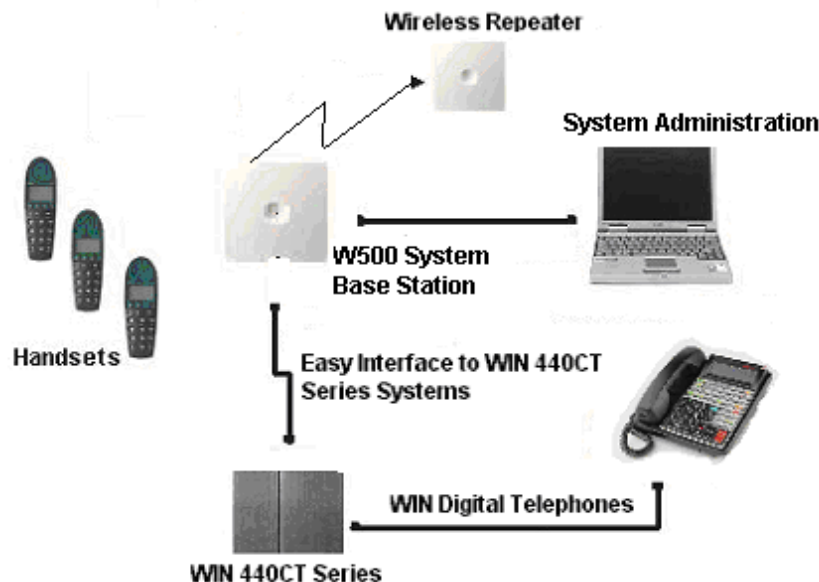 Wireless Repeater
System Administration
W500 System
Base Station
Handsets
Easy Interface to WIN 440CT
Series Systems
WIN Digital Telephones
WIN 440CT Series